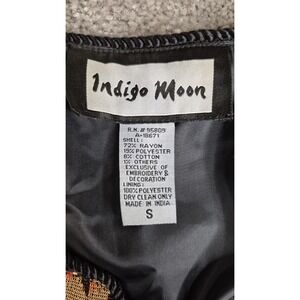 Indigo Moon
R.N. # 95809
A-18671
SHELL:
72% RAYON
19% POLYESTER
8% COTTON
1% OTHERS
EXCLUSIVE OF
EMBROIDERY &
DECORATION
LINING:
100% POLYESTER
DRY CLEAN ONLY
MADE IN INDIA
S